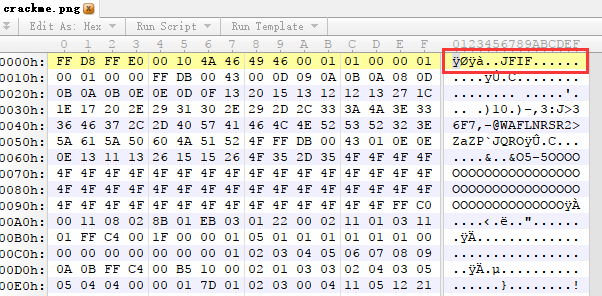 crackme.png
Edit As: Hex Run Script Run Template
0 1 2 3 4 5 6 7 8 9 A B C D E F 0123456789ABCDEF
0000h: FF D8 FF E0 00 10 4A 46 49 46 00 01 01 00 00 01 ÿØÿà..JFIF......
0010h: 00 01 00 00 FF DB 00 43 00 0D 09 0A 0B 0A 08 0D ....ÿÛ.C........
0020h: 0B 0A 0B 0E 0E 0D 0F 13 20 15 13 12 12 13 27 1C ........ .....'.
0030h: 1E 17 20 2E 29 31 30 2E 29 2D 2C 33 3A 4A 3E 33 .. .)10.)-,3:J>3
0040h: 36 46 37 2C 2D 40 57 41 46 4C 4E 52 53 52 32 3E 6F7,-@WAFLNRSR2>
0050h: 5A 61 5A 50 60 4A 51 52 4F FF DB 00 43 01 0E 0E ZaZP`JQROÿÛ.C...
0060h: 0E 13 11 13 26 15 15 26 4F 35 2D 35 4F 4F 4F 4F ....&..&O5-5OOOO
0070h: 4F 4F 4F 4F 4F 4F 4F 4F 4F 4F 4F 4F 4F 4F 4F 4F OOOOOOOOOOOOOOOO
0080h: 4F 4F 4F 4F 4F 4F 4F 4F 4F 4F 4F 4F 4F 4F 4F 4F OOOOOOOOOOOOOOOO
0090h: 4F 4F 4F 4F 4F 4F 4F 4F 4F 4F 4F 4F 4F 4F FF C0 OOOOOOOOOOOOOOÿÀ
00A0h: 00 11 08 02 8B 01 EB 03 01 22 00 02 11 01 03 11 ....‹.ë.."......
00B0h: 01 FF C4 00 1F 00 00 01 05 01 01 01 01 01 01 00 .ÿÄ.............
00C0h: 00 00 00 00 00 00 00 01 02 03 04 05 06 07 08 09 ................
00D0h: 0A 0B FF C4 00 B5 10 00 02 01 03 03 02 04 03 05 ..ÿÄ.µ..........
00E0h: 05 04 04 00 00 01 7D 01 02 03 00 04 11 05 12 21 ......}........!